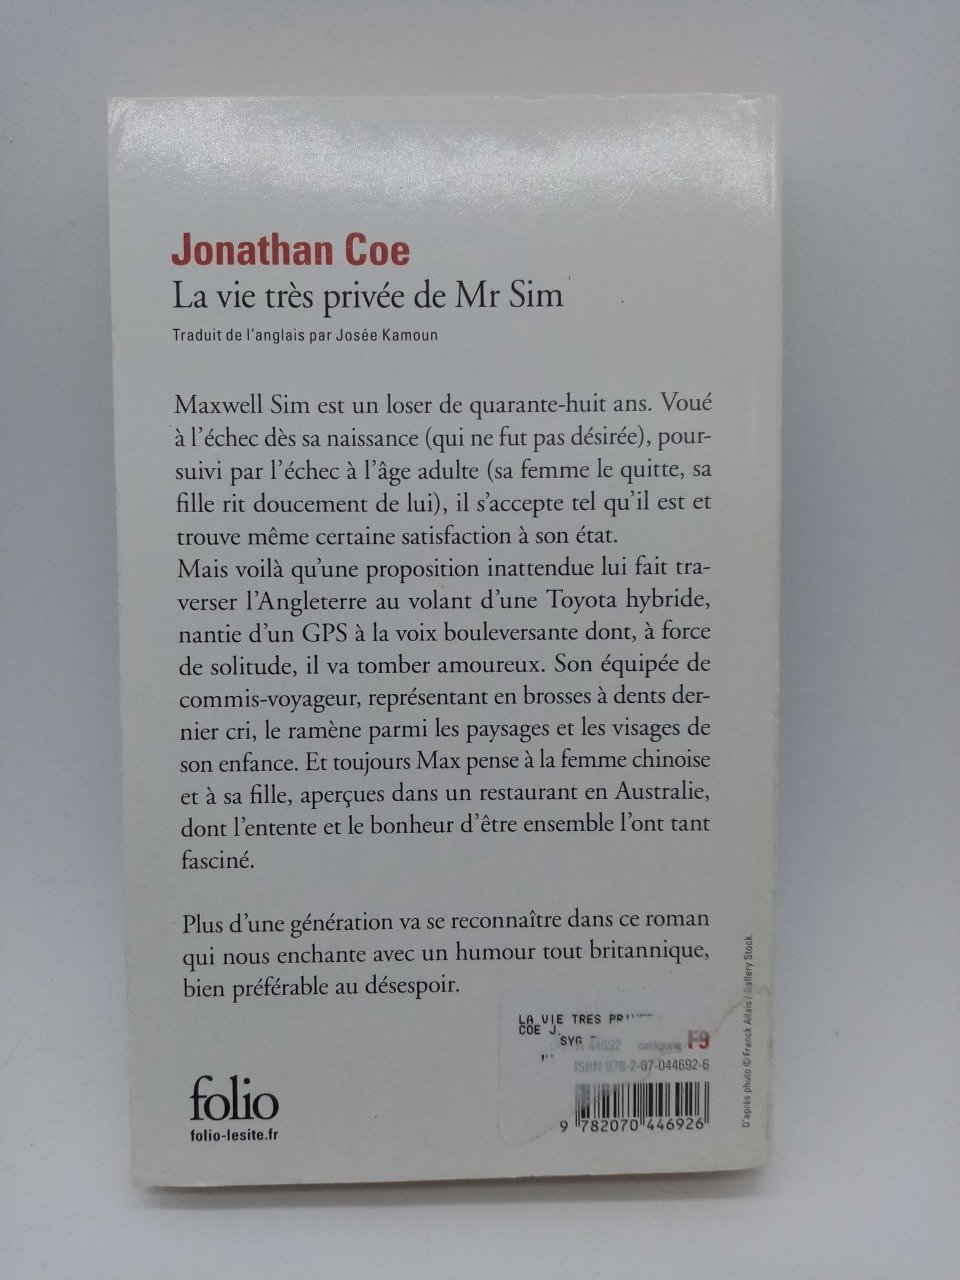 Jonathan Coe
La vie très privée de Mr Sim
Traduit de l'anglais par Josée Kamoun
Maxwell Sim est un loser de quarante-huit ans. Voué
à l'échec dès sa naissance (qui ne fut pas désirée), pour-
suivi par l'échec à l'âge adulte (sa femme le quitte, sa
fille rit doucement de lui), il s'accepte tel qu'il est et
trouve même certaine satisfaction à son état.
Mais voilà qu'une proposition inattendue lui fait tra-
verser l'Angleterre au volant d'une Toyota hybride,
nantie d'un GPS à la voix bouleversante dont, à force
de solitude, il va tomber amoureux. Son équipée de
commis-voyageur, représentant en brosses à dents der-
nier cri, le ramène parmi les paysages et les visages de
son enfance. Et toujours Max pense à la femme chinoise
et à sa fille, aperçues dans un restaurant en Australie,
dont l'entente et le bonheur d'être ensemble l'ont tant
fasciné.
Plus d'une génération va se reconnaître dans ce roman
qui nous enchante avec un humour tout britannique,
bien préférable au désespoir.
LA VIE TRES
COE J.
SYG
44692 catégorie F9
ISBN 978-2-07-044692-6
9 782070 446926
folio
folio-lesite.fr
D'après photo © Franck Allais / Gallery Stock.